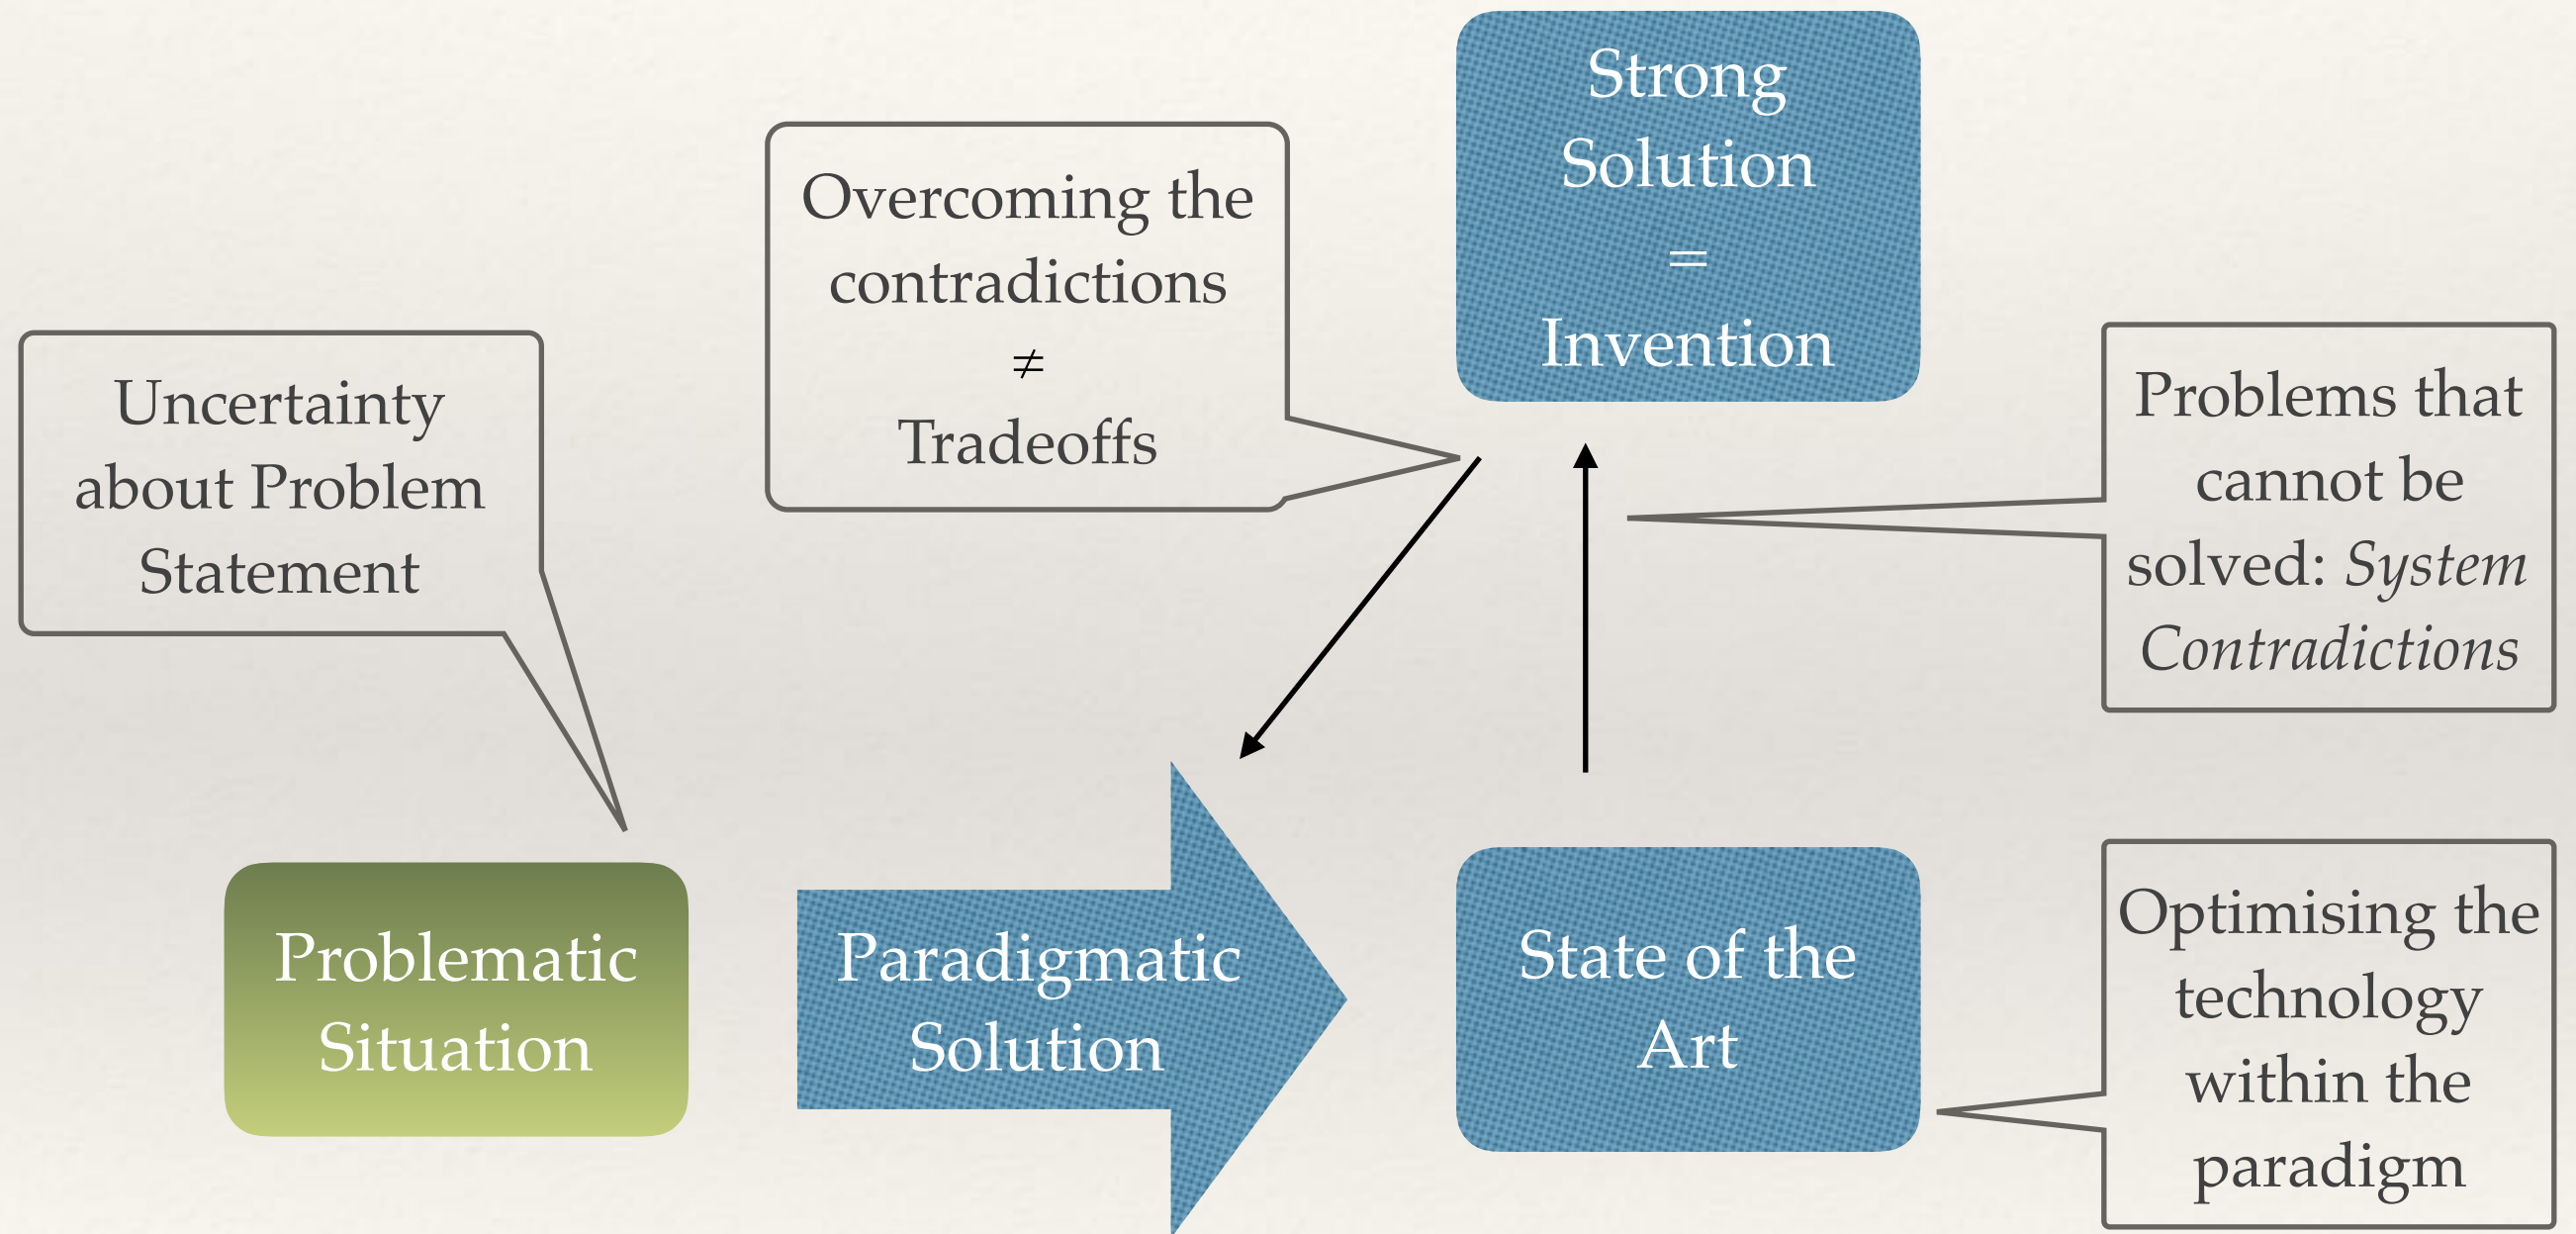 Strong
Solution
=
Invention
Overcoming the
contradictions
≠
Tradeoffs
Uncertainty
about Problem
Statement
Problems that
cannot be
solved: System
Contradictions
Problematic
Situation
Paradigmatic
Solution
State of the
Art
Optimising the
technology
within the
paradigm